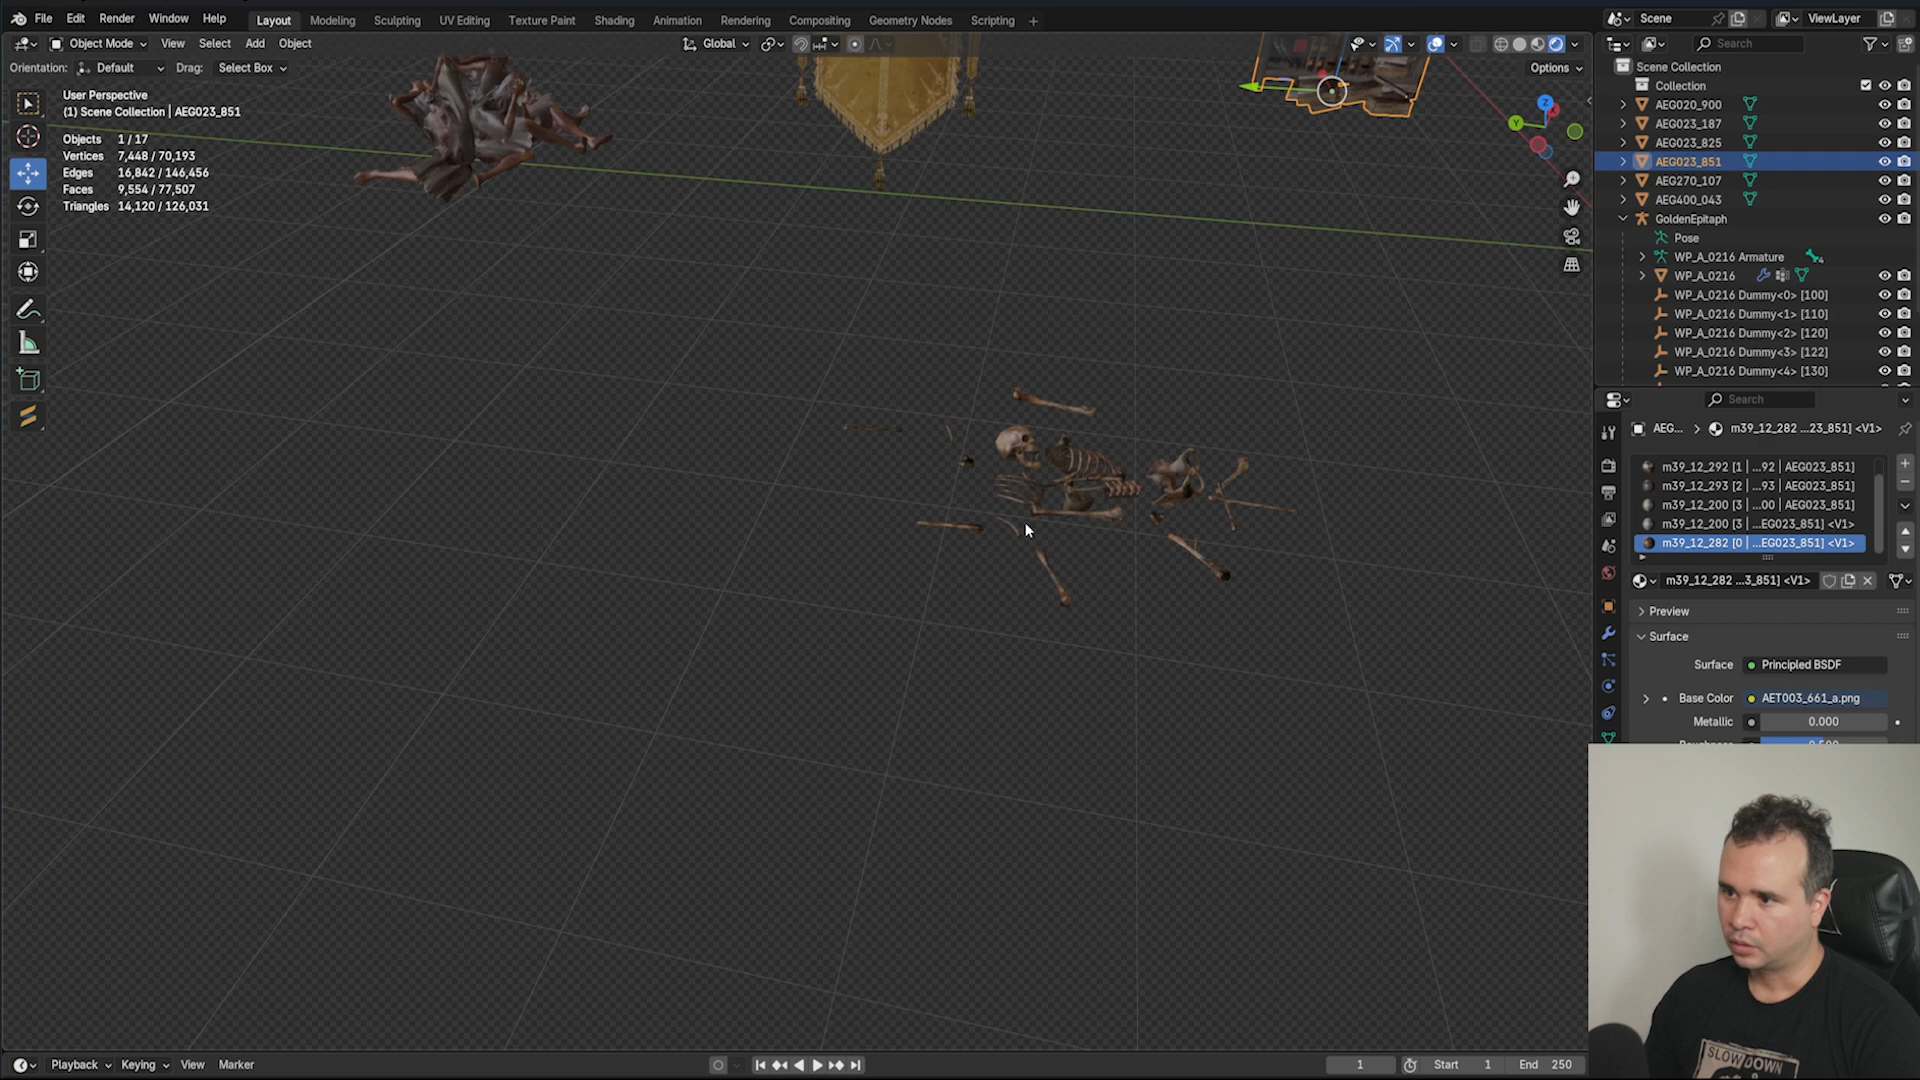 File Edit Render Window Help Layout Modeling Sculpting UV Editing Texture Paint Shading Animation Rendering Compositing Geometry Nodes Scripting + Scene ViewLayer
Object Mode View Select Add Object Global Search
Orientation: Default Drag: Select Box Options
User Perspective
(1) Scene Collection | AEG023_851
Objects 1 / 17
Vertices 7,448 / 70,193
Edges 16,842 / 146,456
Faces 9,554 / 77,507
Triangles 14,120 / 126,031
Z
Y
Scene Collection
Collection
AEG020_900
AEG023_187
AEG023_825
AEG023_851
AEG270_107
AEG400_043
GoldenEpitaph
Pose
WP_A_0216 Armature
WP_A_0216
WP_A_0216 Dummy<0> [100]
WP_A_0216 Dummy<1> [110]
WP_A_0216 Dummy<2> [120]
WP_A_0216 Dummy<3> [122]
WP_A_0216 Dummy<4> [130]
Search
AEG... > m39_12_282 ...23_851] <V1>
m39_12_292 [1 | ...92 | AEG023_851]
m39_12_293 [2 | ...93 | AEG023_851]
m39_12_200 [3 | ...00 | AEG023_851]
m39_12_200 [3 | ...EG023_851] <V1>
m39_12_282 [0 | ...EG023_851] <V1>
m39_12_282 ...3_851] <V1>
Preview
Surface
Surface Principled BSDF
Base Color AET003_661_a.png
Metallic 0.000
SLOW DOWN
Playback Keying View Marker 1 Start 1 End 250